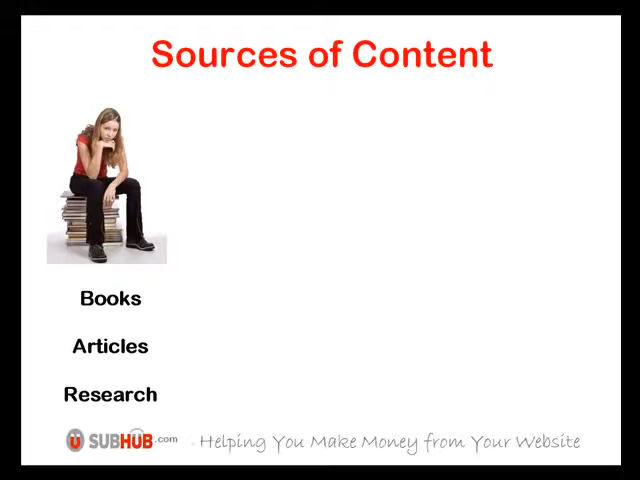 Sources of Content
Books
Articles
Research
SUBHUB.com - Helping You Make Money from Your Website